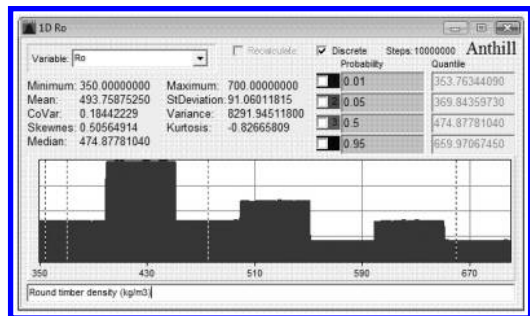 1D Ro
Variable: Ro
Recalculate Discrete Steps: 10000000 Anthill
Probability Quantile
Minimum: 350.00000000 Maximum: 700.00000000
Mean: 493.75875250 StDeviation: 91.06011815
CoVar: 0.18442229 Variance: 8291.94511800
Skewnes: 0.50564914 Kurtosis: -0.82665809
Median: 474.87781040
0.01 353.76344090
2 0.05 369.84359730
3 0.5 474.87781040
0.95 659.97067450
350 430 510 590 670
Round timber density (kg/m3)